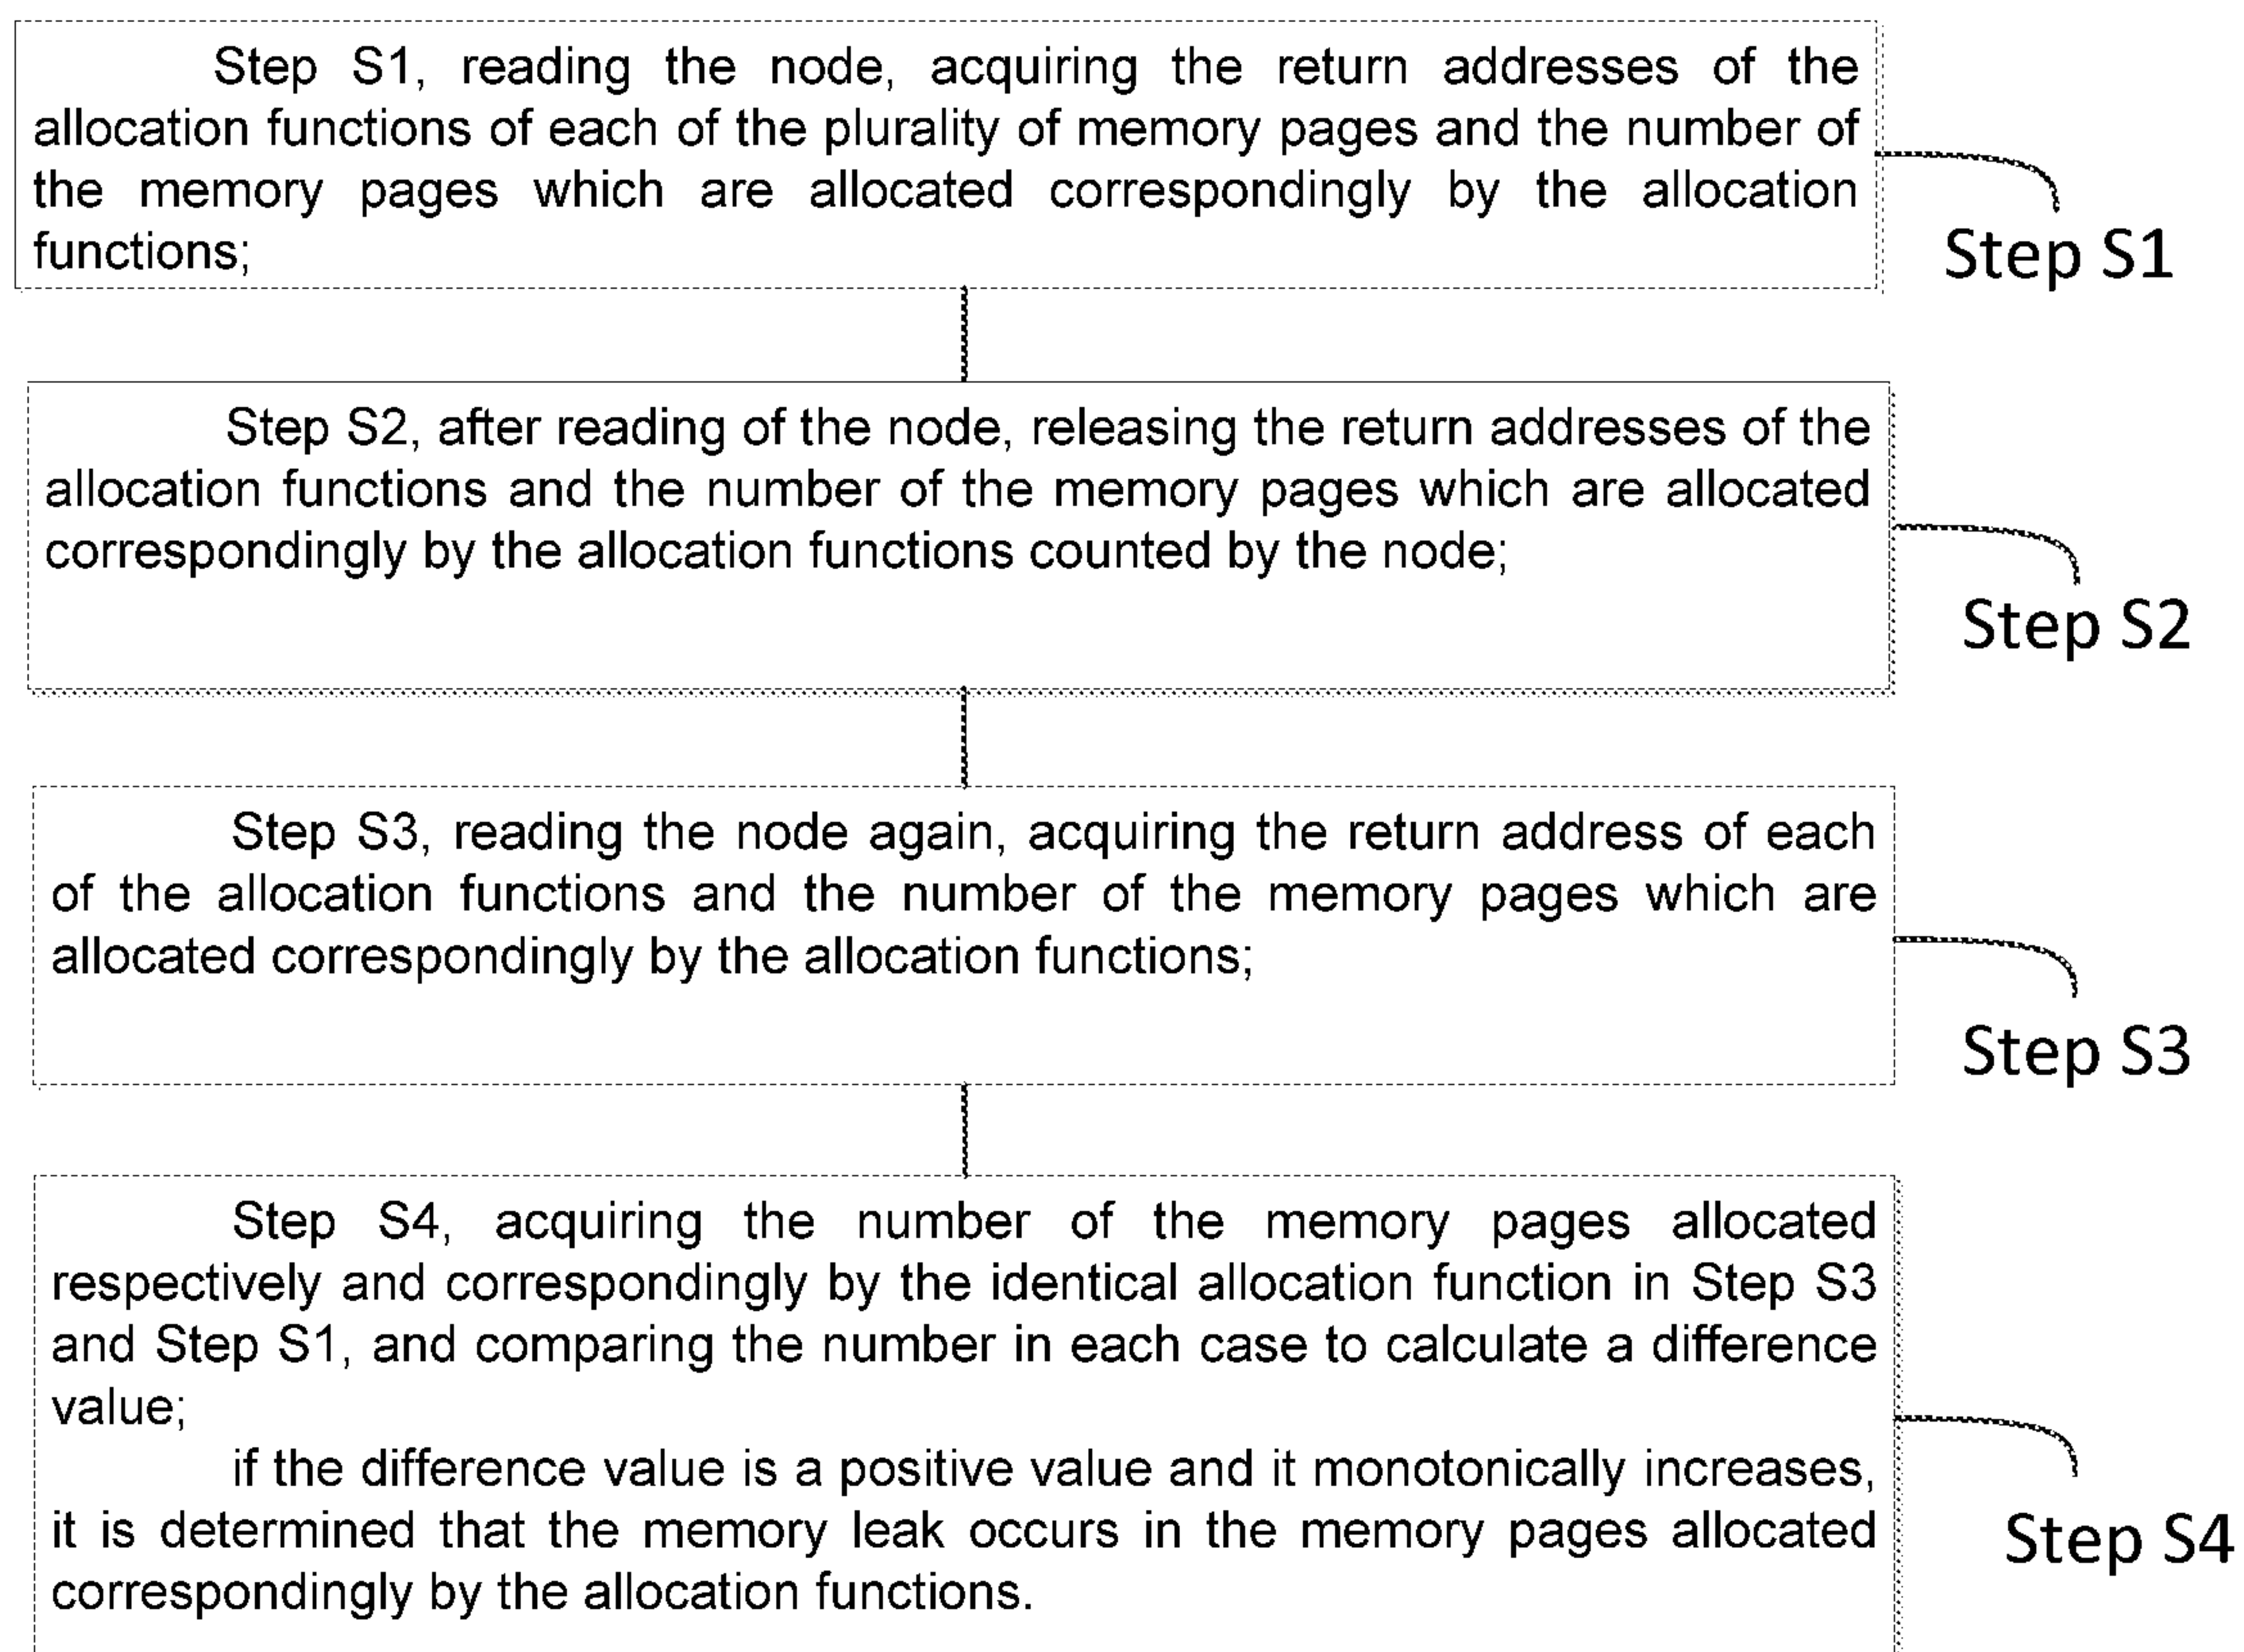 Step S1, reading the node, acquiring the return addresses of the
allocation functions of each of the plurality of memory pages and the number of
the memory pages which are allocated correspondingly by the allocation
functions;
Step S1
Step S2, after reading of the node, releasing the return addresses of the
allocation functions and the number of the memory pages which are allocated
correspondingly by the allocation functions counted by the node;
Step S2
Step S3, reading the node again, acquiring the return address of each
of the allocation functions and the number of the memory pages which are
allocated correspondingly by the allocation functions;
Step S3
Step S4, acquiring the number of the memory pages allocated
respectively and correspondingly by the identical allocation function in Step S3
and Step S1, and comparing the number in each case to calculate a difference
value;
if the difference value is a positive value and it monotonically increases,
it is determined that the memory leak occurs in the memory pages allocated
correspondingly by the allocation functions.
Step S4